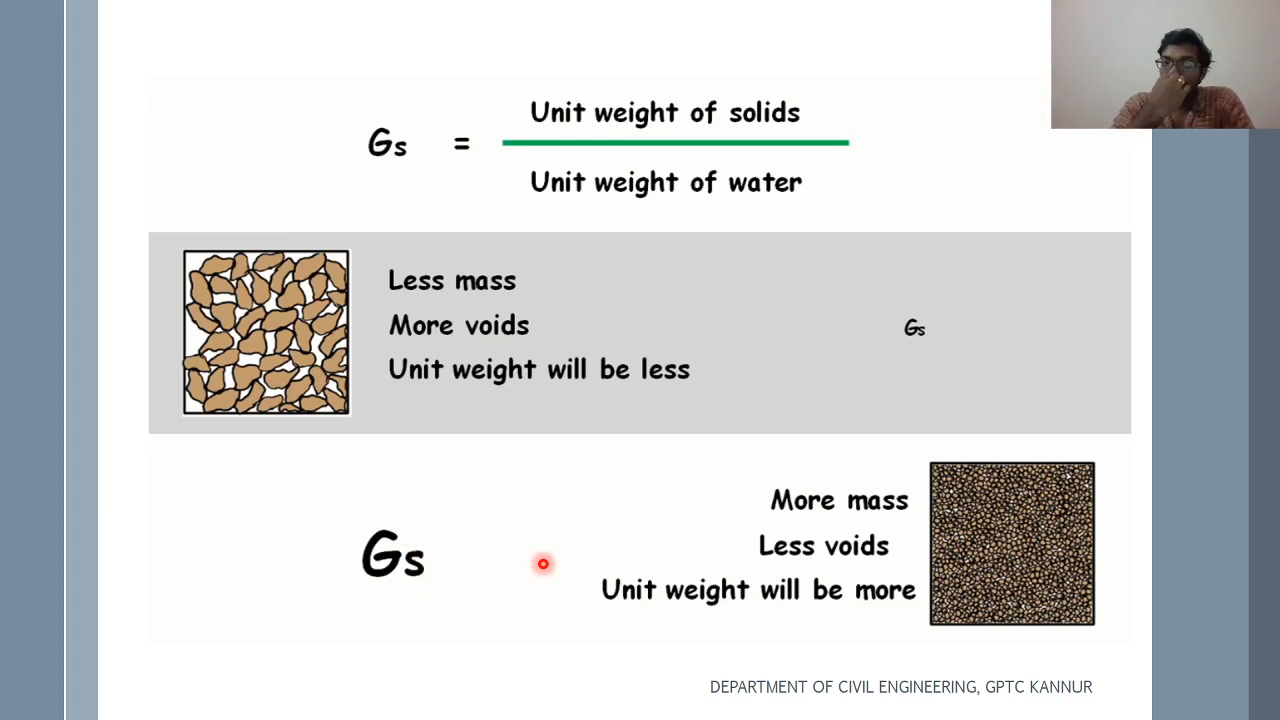 Unit weight of solids
Gs =
Unit weight of water
Less mass
More voids
Gs
Unit weight will be less
More mass
Less voids
Gs
Unit weight will be more
DEPARTMENT OF CIVIL ENGINEERING, GPTC KANNUR